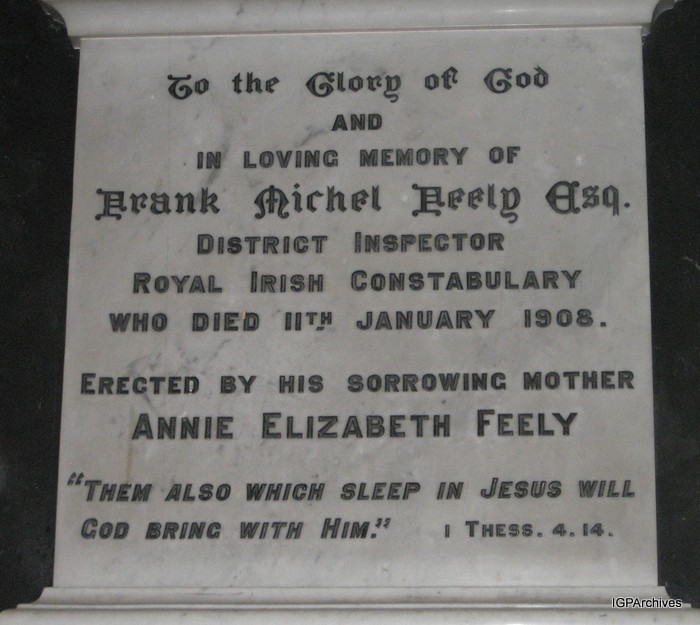 To the Glory of God
AND
IN LOVING MEMORY OF
Frank Michel Feely Esq.
DISTRICT INSPECTOR
ROYAL IRISH CONSTABULARY
WHO DIED 11TH JANUARY 1908.
ERECTED BY HIS SORROWING MOTHER
ANNIE ELIZABETH FEELY
"THEM ALSO WHICH SLEEP IN JESUS WILL
GOD BRING WITH HIM." 1 THESS. 4. 14.
IGPArchives